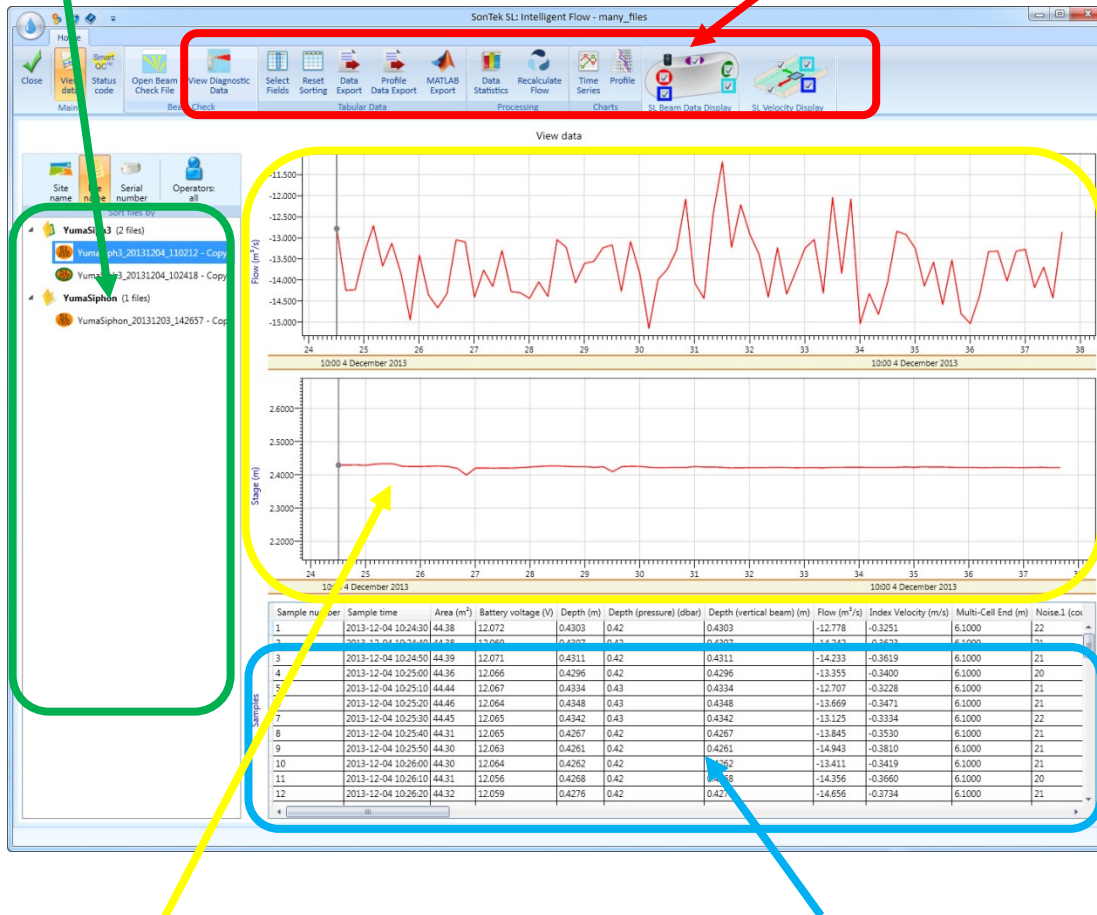 SonTek SL: Intelligent Flow - many_files
Home
Close
View data
Smart QC™ Status code
Main
Open Beam Check File
View Diagnostic Data
Check
Select Fields
Reset Sorting
Data Export
Profile Data Export
MATLAB Export
Tabular Data
Data Statistics
Recalculate Flow
Processing
Time Series
Profile
Charts
SL Beam Data Display
SL Velocity Display
View data
Site name
name
Serial number
Operators: all
Sort files by
(2 files)
_20131204_110212 - Copy
_20131204_102418 - Copy
YumaSiphon (1 files)
YumaSiphon_20131203_142657 - Cop
Flow (m³/s)
-11.500
-12.000
-12.500
-13.000
-13.500
-14.000
-14.500
-15.000
24 25 26 27 28 29 30 31 32 33 34 35 36 37 38
10:00 4 December 2013 10:00 4 December 2013
Stage (m)
2.6000
2.5000
2.4000
2.3000
2.2000
24 25 26 27 28 29 30 31 32 33 34 35 36 37
4 December 2013 10:00 4 December 2013
Samples
Sample number Sample time Area (m²) Battery voltage (V) Depth (m) Depth (pressure) (dbar) Depth (vertical beam) (m) Flow (m³/s) Index Velocity (m/s) Multi-Cell End (m) Noise.1 (cou
1 2013-12-04 10:24:30 44.38 12.072 0.4303 0.42 0.4303 -12.778 -0.3251 6.1000 22
3 2013-12-04 10:24:50 44.39 12.071 0.4311 0.42 0.4311 -14.233 -0.3619 6.1000 21
4 2013-12-04 10:25:00 44.36 12.066 0.4296 0.42 0.4296 -13.355 -0.3400 6.1000 20
5 2013-12-04 10:25:10 44.44 12.067 0.4334 0.43 0.4334 -12.707 -0.3228 6.1000 21
2013-12-04 10:25:20 44.46 12.064 0.4348 0.43 0.4348 -13.669 -0.3471 6.1000 21
7 2013-12-04 10:25:30 44.45 12.065 0.4342 0.43 0.4342 -13.125 -0.3334 6.1000 22
8 2013-12-04 10:25:40 44.31 12.065 0.4267 0.42 0.4267 -13.845 -0.3530 6.1000 21
9 2013-12-04 10:25:50 44.30 12.063 0.4261 0.42 0.4261 -14.943 -0.3810 6.1000 21
10 2013-12-04 10:26:00 44.30 12.064 0.4262 0.42 0.4262 -13.411 -0.3419 6.1000 21
11 2013-12-04 10:26:10 44.31 12.056 0.4268 0.42 -14.356 -0.3660 6.1000 20
12 2013-12-04 10:26:20 44.32 12.059 0.4276 0.42 -14.656 -0.3734 6.1000 21